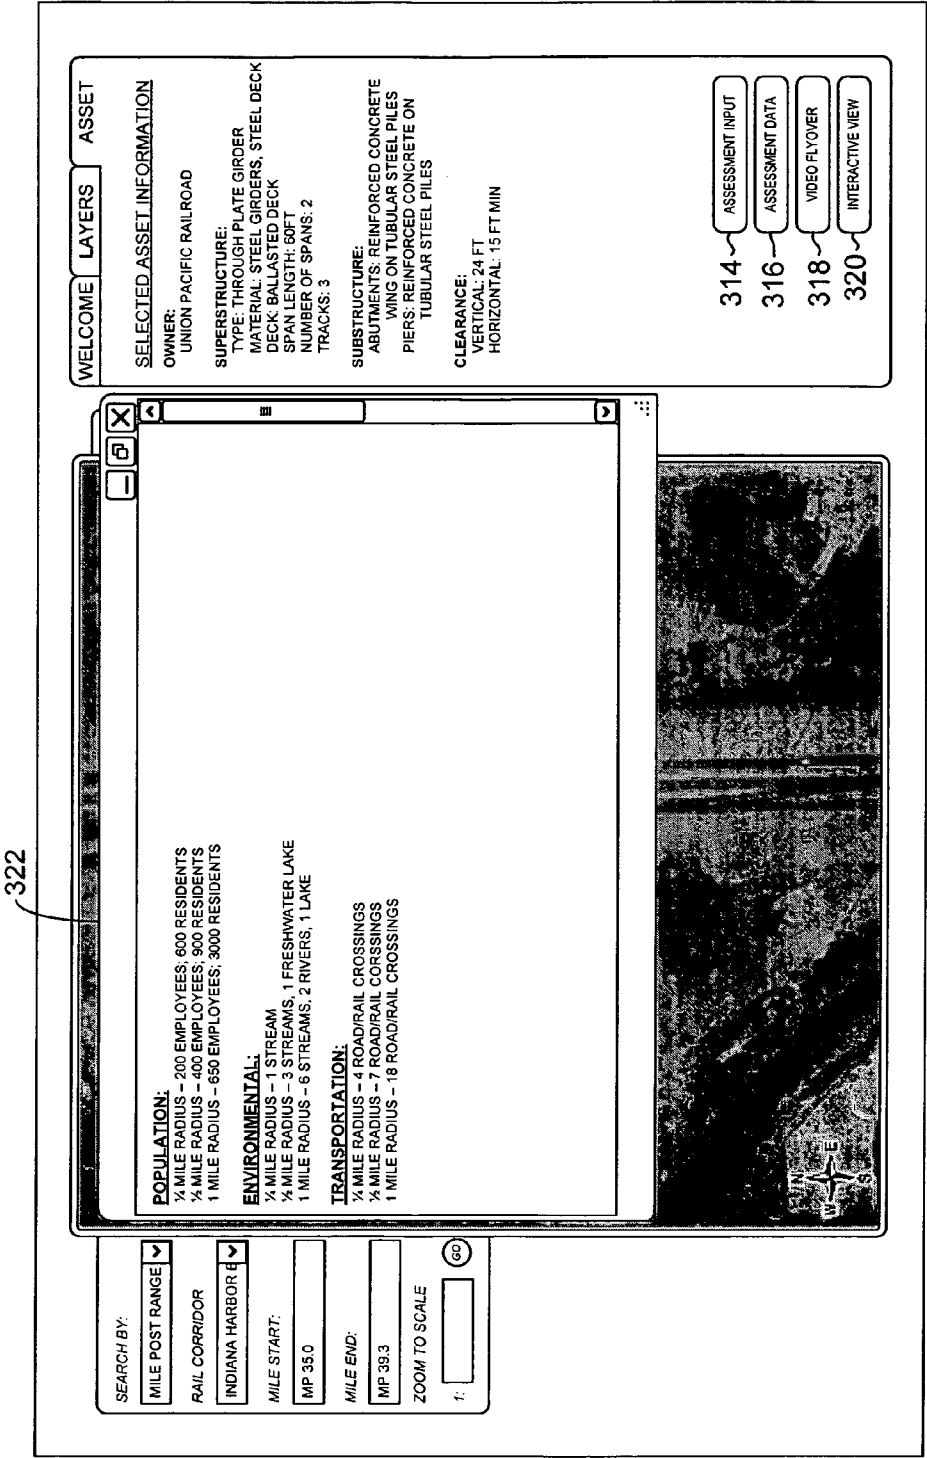 322
SEARCH BY:
MILE POST RANGE
RAIL CORRIDOR
INDIANA HARBOR B
MILE START:
MP 35.0
MILE END:
MP 39.3
ZOOM TO SCALE
1:
GO
POPULATION:
¼ MILE RADIUS – 200 EMPLOYEES; 600 RESIDENTS
½ MILE RADIUS – 400 EMPLOYEES; 900 RESIDENTS
1 MILE RADIUS – 650 EMPLOYEES; 3000 RESIDENTS
ENVIRONMENTAL:
¼ MILE RADIUS – 1 STREAM
½ MILE RADIUS – 3 STREAMS, 1 FRESHWATER LAKE
1 MILE RADIUS – 6 STREAMS, 2 RIVERS, 1 LAKE
TRANSPORTATION:
¼ MILE RADIUS – 4 ROAD/RAIL CROSSINGS
½ MILE RADIUS – 7 ROAD/RAIL CORSSINGS
1 MILE RADIUS – 18 ROAD/RAIL CROSSINGS
N
W E
S
WELCOME LAYERS ASSET
SELECTED ASSET INFORMATION
OWNER:
UNION PACIFIC RAILROAD
SUPERSTRUCTURE:
TYPE: THROUGH PLATE GIRDER
MATERIAL: STEEL GIRDERS, STEEL DECK
DECK: BALLASTED DECK
SPAN LENGTH: 60FT
NUMBER OF SPANS: 2
TRACKS: 3
SUBSTRUCTURE:
ABUTMENTS: REINFORCED CONCRETE
WING ON TUBULAR STEEL PILES
PIERS: REINFORCED CONCRETE ON
TUBULAR STEEL PILES
CLEARANCE:
VERTICAL: 24 FT
HORIZONTAL: 15 FT MIN
314 ASSESSMENT INPUT
316 ASSESSMENT DATA
318 VIDEO FLYOVER
320 INTERACTIVE VIEW